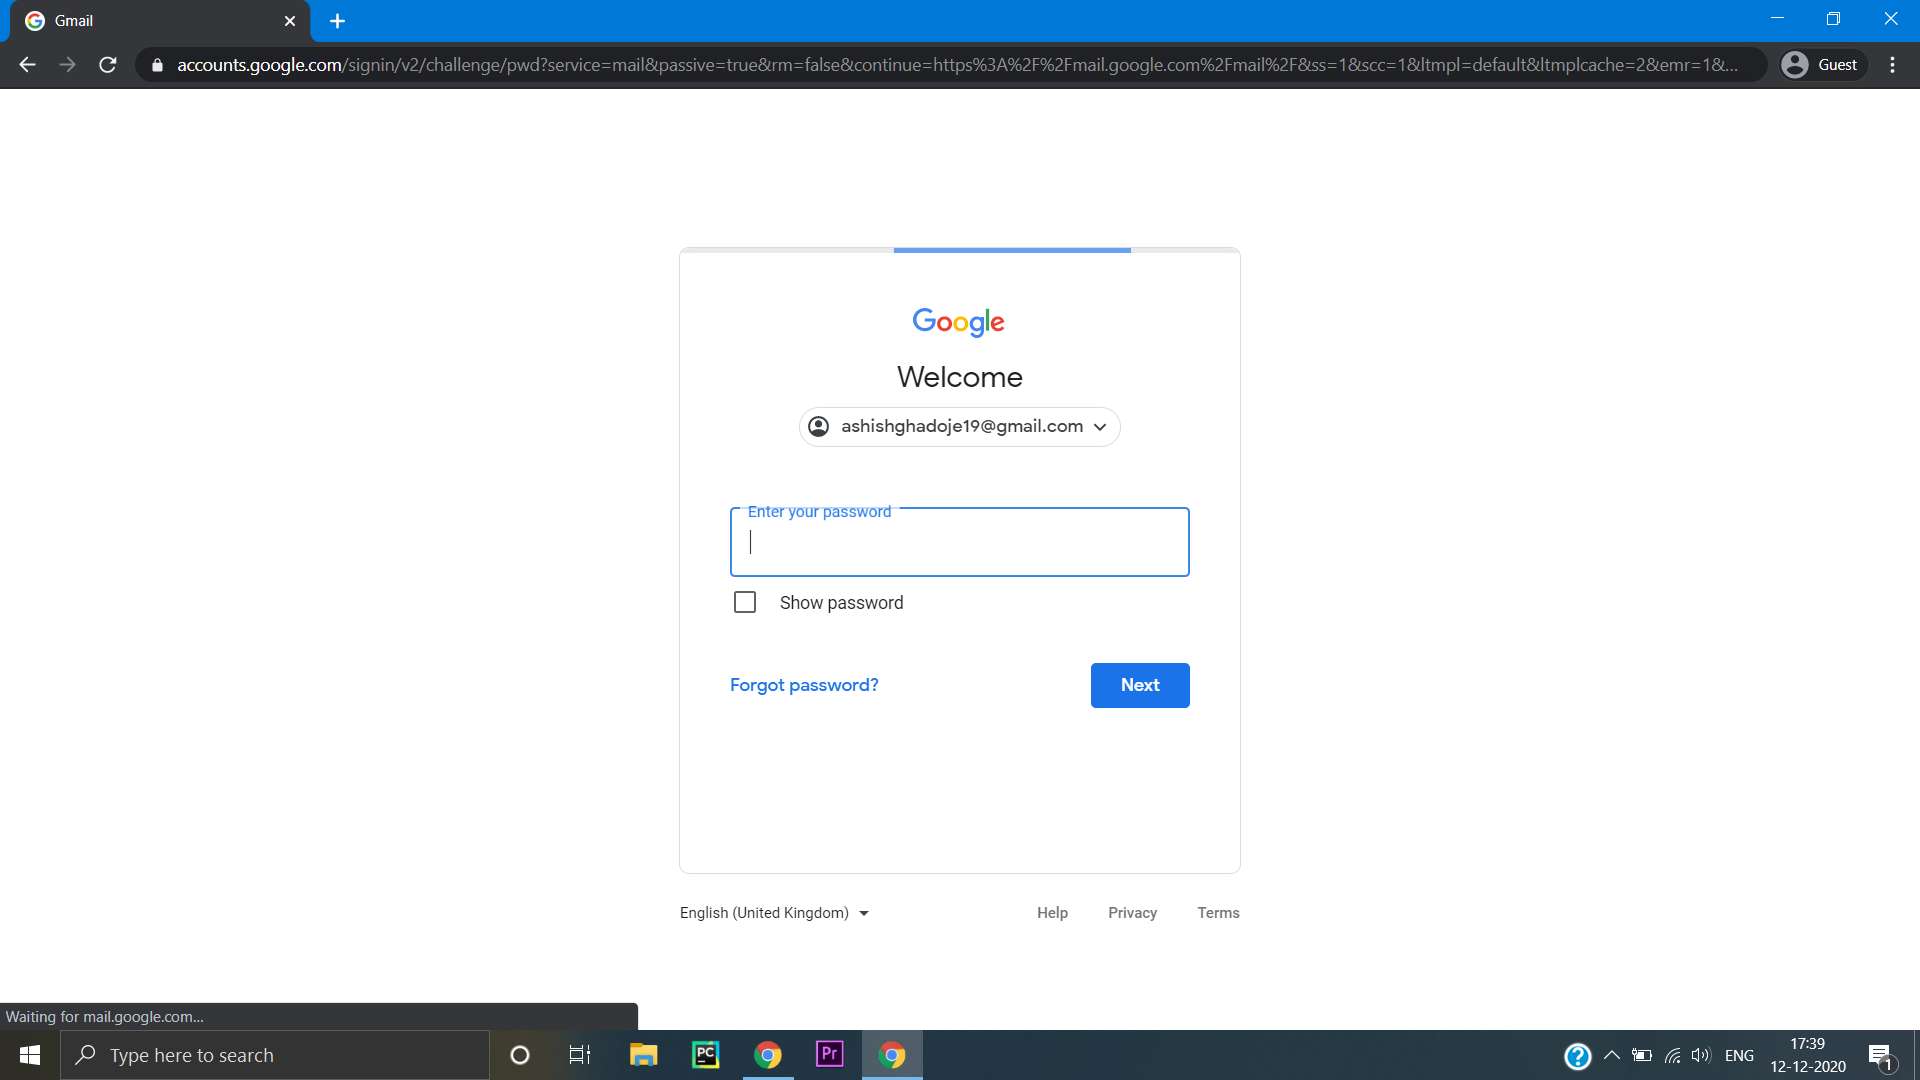 Gmail
accounts.google.com/signin/v2/challenge/pwd?service=mail&passive=true&rm=false&continue=https%3A%2F%2Fmail.google.com%2Fmail%2F&ss=1&scc=1&ltmpl=default&ltmplcache=2&emr=1&...
Guest
Google
Welcome
ashishghadoje19@gmail.com
Enter your password
Show password
Forgot password?
Next
English (United Kingdom)
Help
Privacy
Terms
Waiting for mail.google.com...
Type here to search
PC
Pr
ENG
17:39
12-12-2020
1